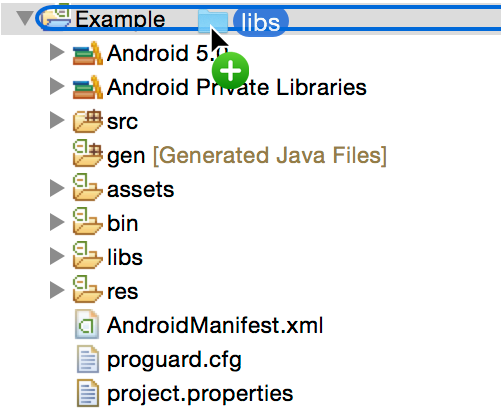 Example libs
Android 5.0
Android Private Libraries
src
gen [Generated Java Files]
assets
bin
libs
res
AndroidManifest.xml
proguard.cfg
project.properties